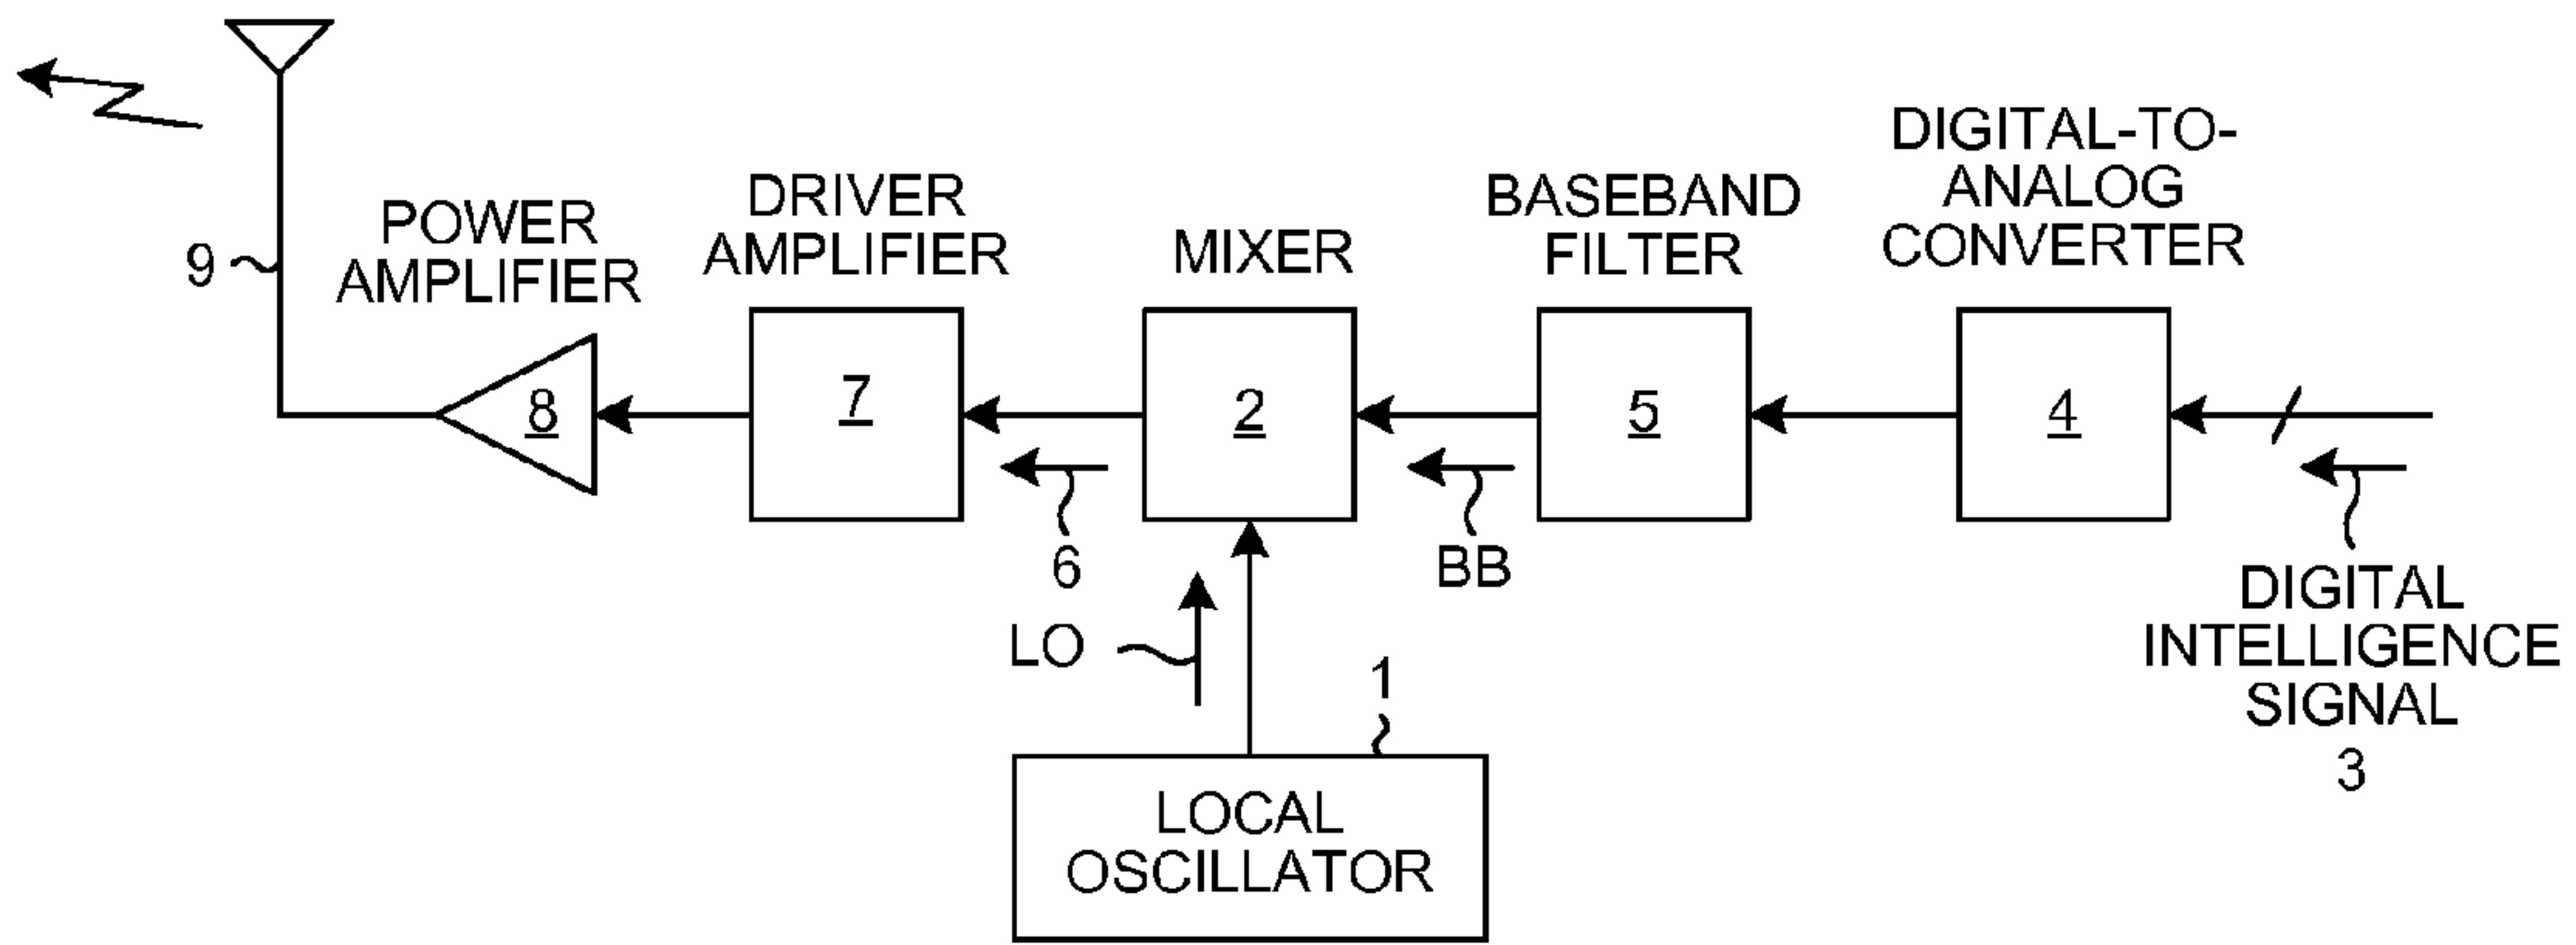 DIGITAL-TO-
ANALOG
CONVERTER
DRIVER
AMPLIFIER
BASEBAND
FILTER
POWER
AMPLIFIER
MIXER
9
8
7
2
5
4
6
BB
LO
DIGITAL
INTELLIGENCE
SIGNAL
3
1
LOCAL
OSCILLATOR